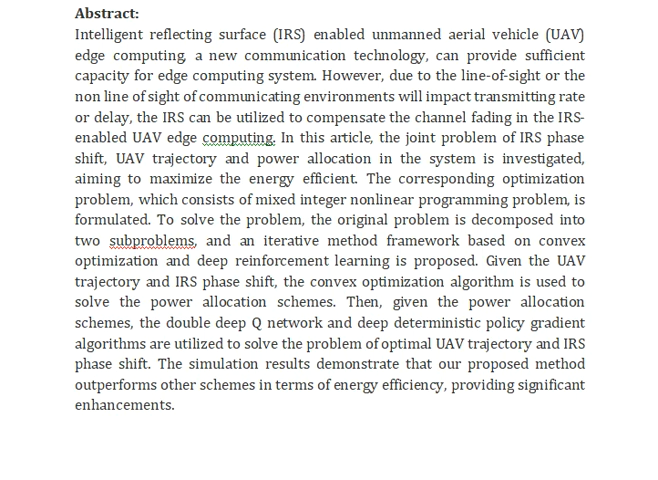 Abstract:
Intelligent reflecting surface (IRS) enabled unmanned aerial vehicle (UAV)
edge computing, a new communication technology, can provide sufficient
capacity for edge computing system. However, due to the line-of-sight or the
non line of sight of communicating environments will impact transmitting rate
or delay, the IRS can be utilized to compensate the channel fading in the IRS-
enabled UAV edge computing. In this article, the joint problem of IRS phase
shift, UAV trajectory and power allocation in the system is investigated,
aiming to maximize the energy efficient. The corresponding optimization
problem, which consists of mixed integer nonlinear programming problem, is
formulated. To solve the problem, the original problem is decomposed into
two subproblems, and an iterative method framework based on convex
optimization and deep reinforcement learning is proposed. Given the UAV
trajectory and IRS phase shift, the convex optimization algorithm is used to
solve the power allocation schemes. Then, given the power allocation
schemes, the double deep Q network and deep deterministic policy gradient
algorithms are utilized to solve the problem of optimal UAV trajectory and IRS
phase shift. The simulation results demonstrate that our proposed method
outperforms other schemes in terms of energy efficiency, providing significant
enhancements.